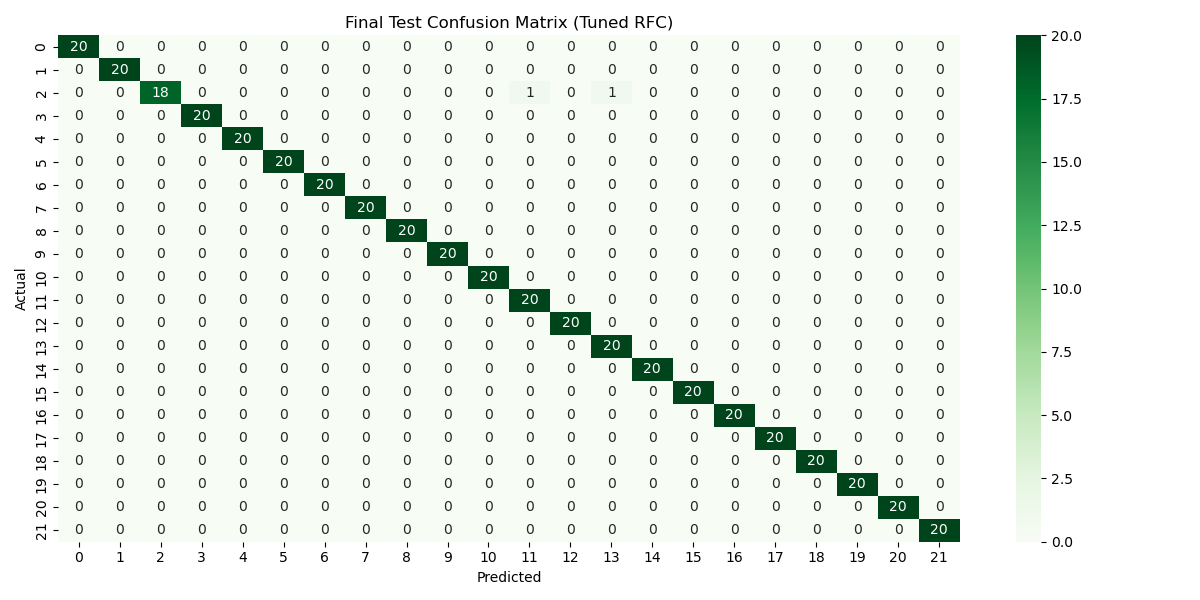 Final Test Confusion Matrix (Tuned RFC)
0 20 0 0 0 0 0 0 0 0 0 0 0 0 0 0 0 0 0 0 0 0 0
1 0 20 0 0 0 0 0 0 0 0 0 0 0 0 0 0 0 0 0 0 0 0
2 0 0 18 0 0 0 0 0 0 0 0 1 0 1 0 0 0 0 0 0 0 0
3 0 0 0 20 0 0 0 0 0 0 0 0 0 0 0 0 0 0 0 0 0 0
4 0 0 0 0 20 0 0 0 0 0 0 0 0 0 0 0 0 0 0 0 0 0
5 0 0 0 0 0 20 0 0 0 0 0 0 0 0 0 0 0 0 0 0 0 0
6 0 0 0 0 0 0 20 0 0 0 0 0 0 0 0 0 0 0 0 0 0 0
7 0 0 0 0 0 0 0 20 0 0 0 0 0 0 0 0 0 0 0 0 0 0
8 0 0 0 0 0 0 0 0 20 0 0 0 0 0 0 0 0 0 0 0 0 0
9 0 0 0 0 0 0 0 0 0 20 0 0 0 0 0 0 0 0 0 0 0 0
10 0 0 0 0 0 0 0 0 0 0 20 0 0 0 0 0 0 0 0 0 0 0
11 0 0 0 0 0 0 0 0 0 0 0 20 0 0 0 0 0 0 0 0 0 0
12 0 0 0 0 0 0 0 0 0 0 0 0 20 0 0 0 0 0 0 0 0 0
13 0 0 0 0 0 0 0 0 0 0 0 0 0 20 0 0 0 0 0 0 0 0
14 0 0 0 0 0 0 0 0 0 0 0 0 0 0 20 0 0 0 0 0 0 0
15 0 0 0 0 0 0 0 0 0 0 0 0 0 0 0 20 0 0 0 0 0 0
16 0 0 0 0 0 0 0 0 0 0 0 0 0 0 0 0 20 0 0 0 0 0
17 0 0 0 0 0 0 0 0 0 0 0 0 0 0 0 0 0 20 0 0 0 0
18 0 0 0 0 0 0 0 0 0 0 0 0 0 0 0 0 0 0 20 0 0 0
19 0 0 0 0 0 0 0 0 0 0 0 0 0 0 0 0 0 0 0 20 0 0
20 0 0 0 0 0 0 0 0 0 0 0 0 0 0 0 0 0 0 0 0 20 0
21 0 0 0 0 0 0 0 0 0 0 0 0 0 0 0 0 0 0 0 0 0 20
0 1 2 3 4 5 6 7 8 9 10 11 12 13 14 15 16 17 18 19 20 21
Actual
Predicted
20.0
17.5
15.0
12.5
10.0
7.5
5.0
2.5
0.0